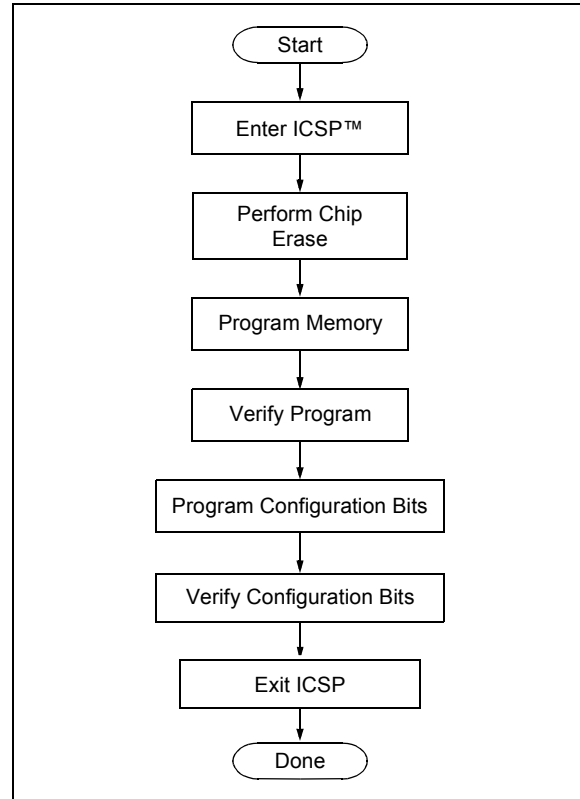 Start
Enter ICSP™
Perform Chip
Erase
Program Memory
Verify Program
Program Configuration Bits
Verify Configuration Bits
Exit ICSP
Done